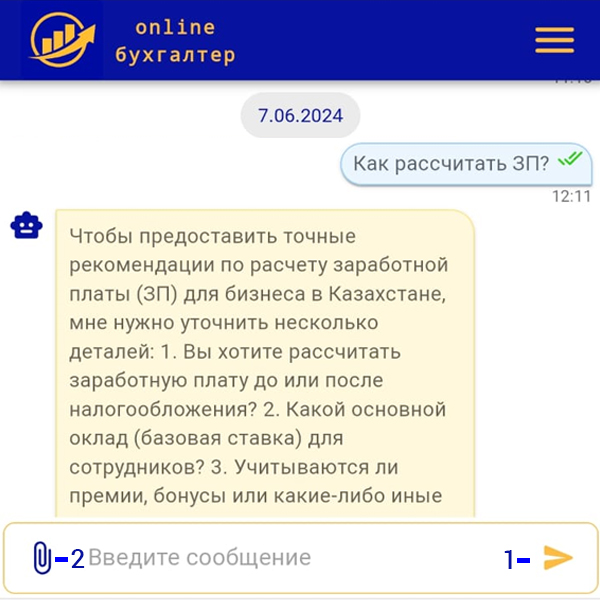 online
бухгалтер
7.06.2024
Как рассчитать ЗП?
12:11
Чтобы предоставить точные
рекомендации по расчету заработной
платы (ЗП) для бизнеса в Казахстане,
мне нужно уточнить несколько
деталей: 1. Вы хотите рассчитать
заработную плату до или после
налогообложения? 2. Какой основной
оклад (базовая ставка) для
сотрудников? 3. Учитываются ли
премии, бонусы или какие-либо иные
-2 Введите сообщение 1-